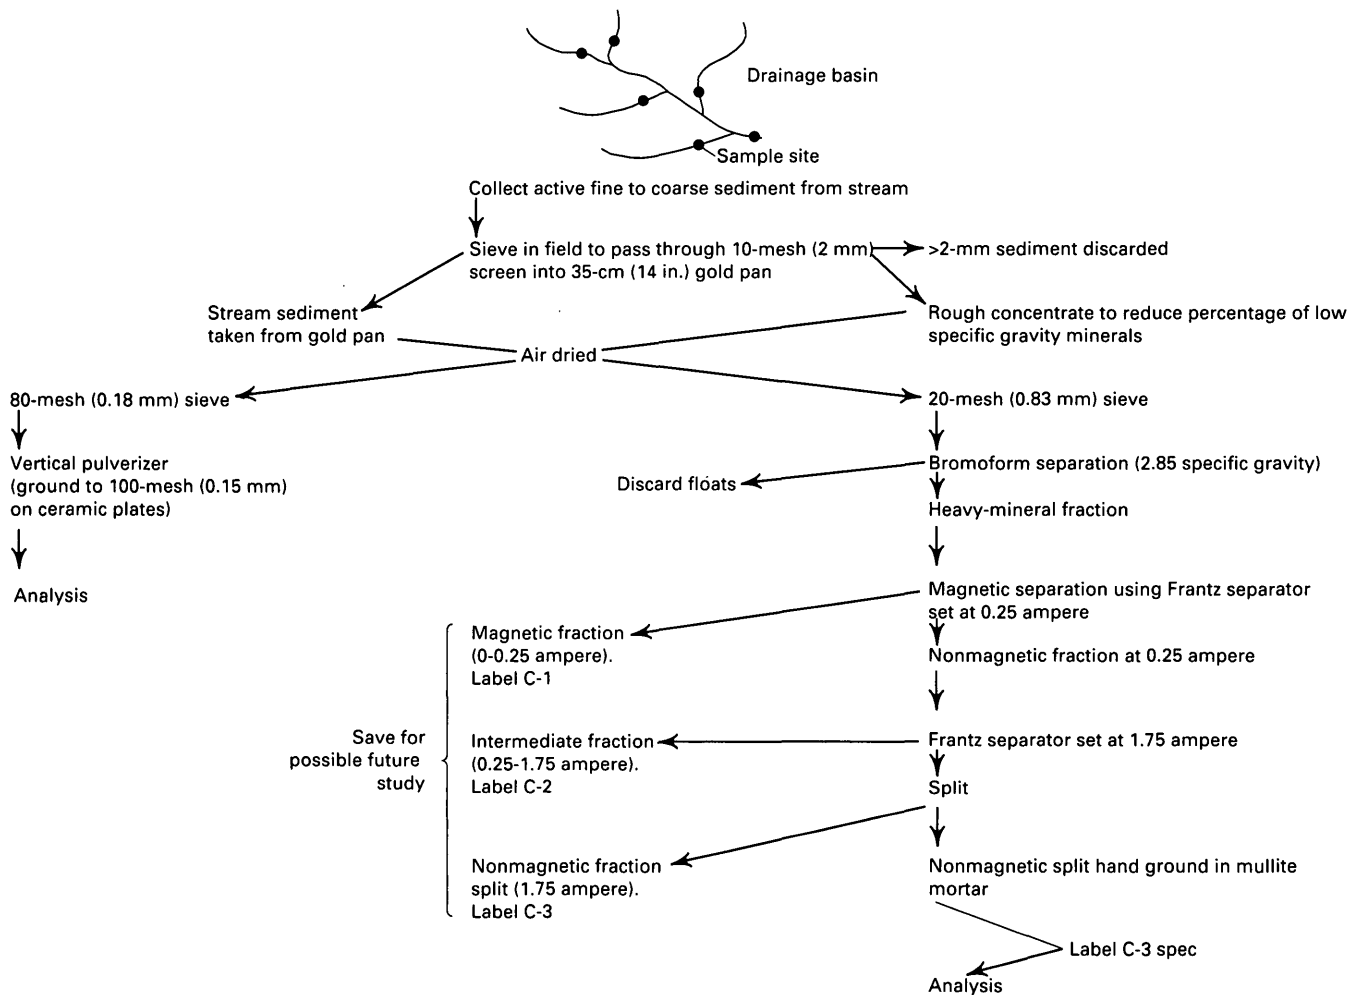 Drainage basin
Sample site
Collect active fine to coarse sediment from stream
Sieve in field to pass through 10-mesh (2 mm)
screen into 35-cm (14 in.) gold pan
>2-mm sediment discarded
Stream sediment
taken from gold pan
Rough concentrate to reduce percentage of low
specific gravity minerals
Air dried
80-mesh (0.18 mm) sieve
20-mesh (0.83 mm) sieve
Vertical pulverizer
(ground to 100-mesh (0.15 mm)
on ceramic plates)
Bromoform separation (2.85 specific gravity)
Discard floats
Heavy-mineral fraction
Analysis
Magnetic separation using Frantz separator
set at 0.25 ampere
Magnetic fraction
(0-0.25 ampere).
Label C-1
Nonmagnetic fraction at 0.25 ampere
Save for
possible future
study
Intermediate fraction
(0.25-1.75 ampere).
Label C-2
Frantz separator set at 1.75 ampere
Split
Nonmagnetic fraction
split (1.75 ampere).
Label C-3
Nonmagnetic split hand ground in mullite
mortar
Label C-3 spec
Analysis